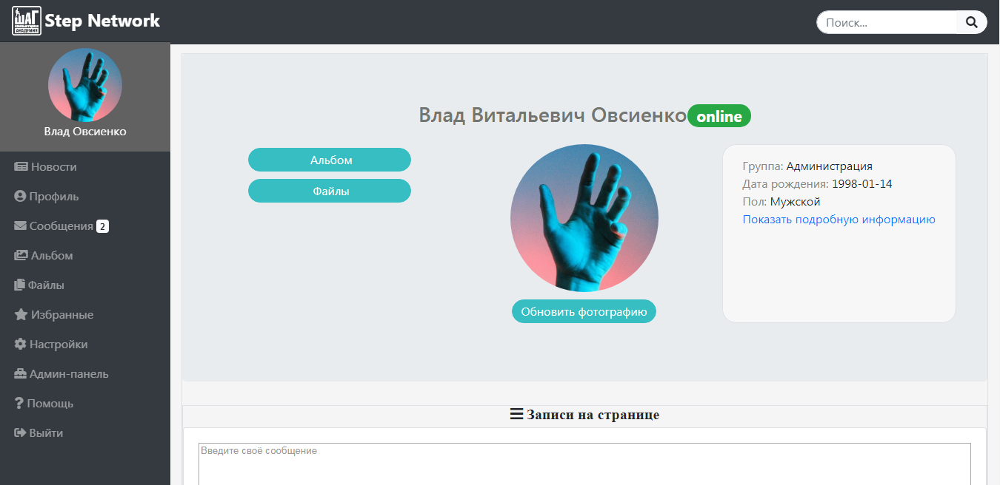 ШАГ
КОМПЬЮТЕРНАЯ
АКАДЕМИЯ
Step Network
Поиск...
Влад Овсиенко
Новости
Профиль
Сообщения 2
Альбом
Файлы
Избранные
Настройки
Админ-панель
Помощь
Выйти
Влад Витальевич Овсиенко online
Альбом
Файлы
Обновить фотографию
Группа: Администрация
Дата рождения: 1998-01-14
Пол: Мужской
Показать подробную информацию
Записи на странице
Введите своё сообщение